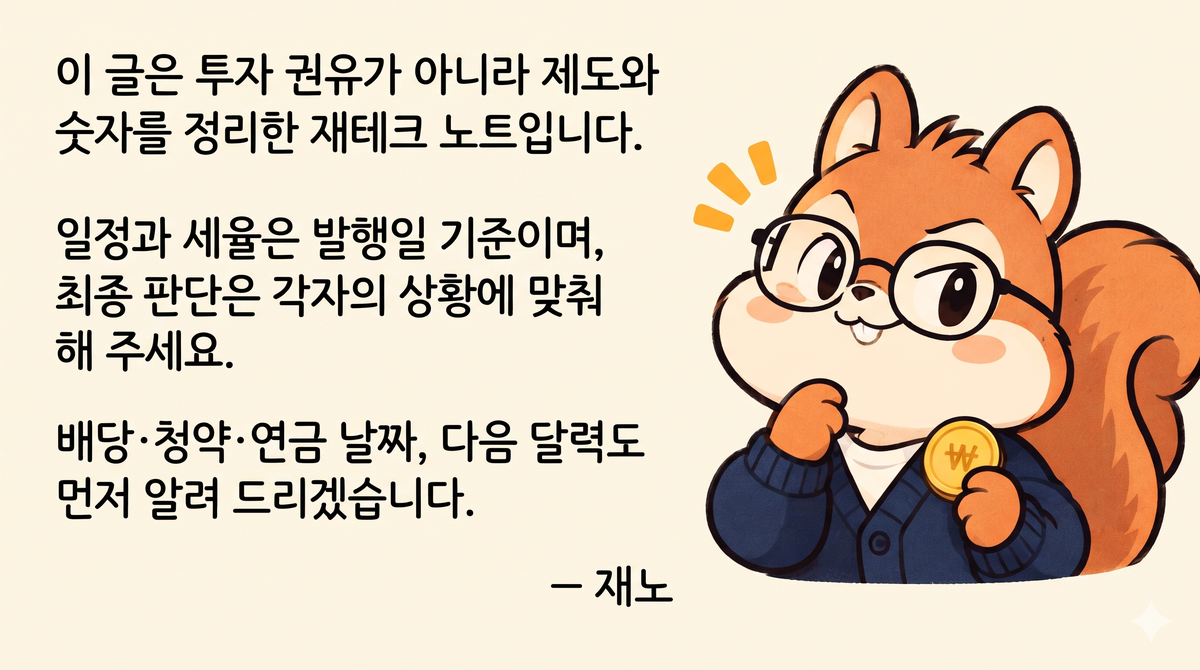 이 글은 투자 권유가 아니라 제도와
숫자를 정리한 재테크 노트입니다.
일정과 세율은 발행일 기준이며,
최종 판단은 각자의 상황에 맞춰
해 주세요.
배당·청약·연금 날짜, 다음 달력도
먼저 알려 드리겠습니다.
— 재노
₩